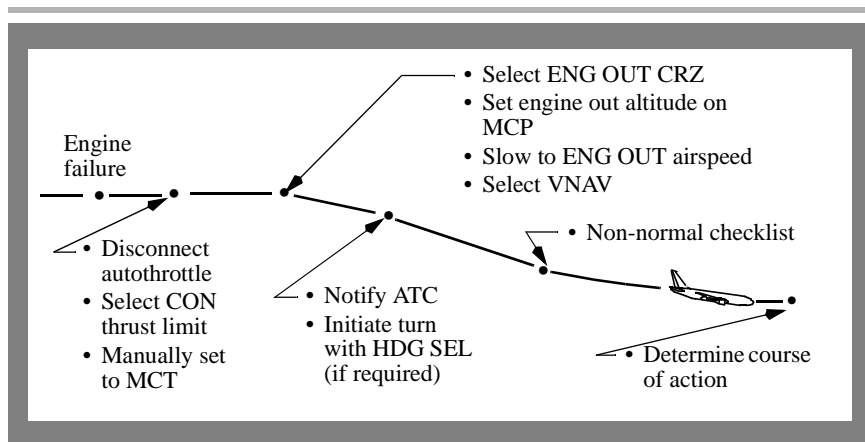 • Select ENG OUT CRZ
• Set engine out altitude on
MCP
• Slow to ENG OUT airspeed
• Select VNAV
Engine
failure
• Disconnect
autothrottle
• Select CON
thrust limit
• Manually set
to MCT
• Notify ATC
• Initiate turn
with HDG SEL
(if required)
• Non-normal checklist
• Determine course
of action